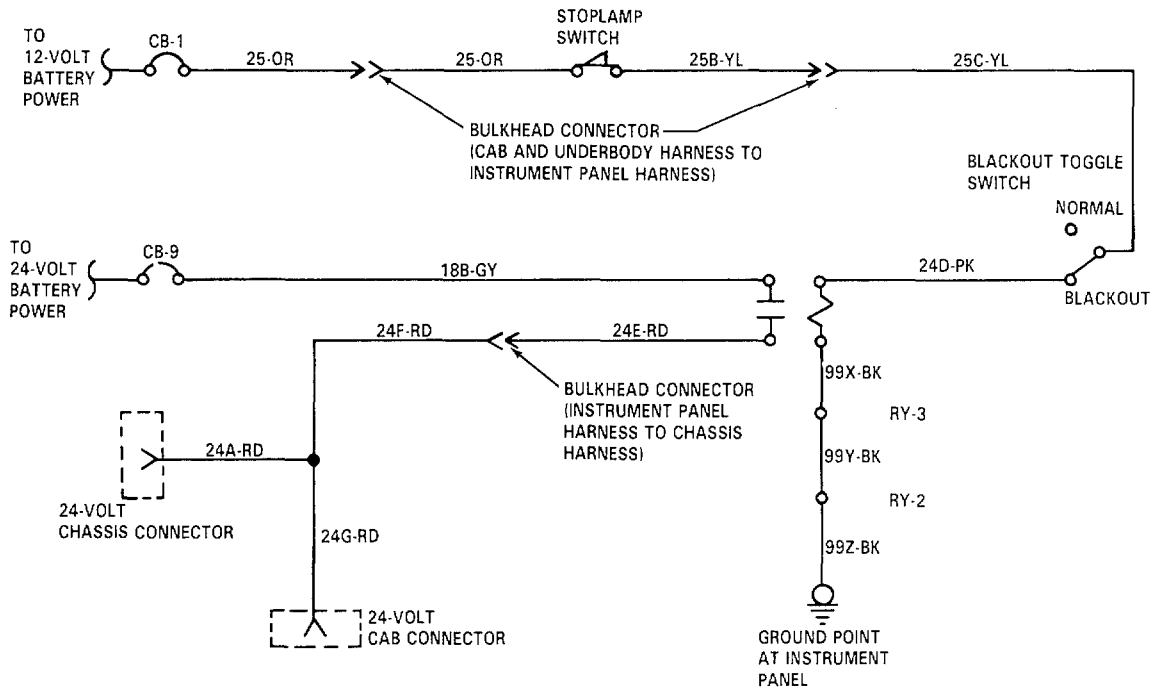 TO
12-VOLT
BATTERY
POWER
CB-1
25-OR
25-OR
STOPLAMP
SWITCH
25B-YL
25C-YL
BULKHEAD CONNECTOR
(CAB AND UNDERBODY HARNESS TO
INSTRUMENT PANEL HARNESS)
BLACKOUT TOGGLE
SWITCH
NORMAL
BLACKOUT
TO
24-VOLT
BATTERY
POWER
CB-9
18B-GY
24D-PK
24F-RD
24E-RD
BULKHEAD CONNECTOR
(INSTRUMENT PANEL
HARNESS TO CHASSIS
HARNESS)
99X-BK
RY-3
99Y-BK
RY-2
99Z-BK
24A-RD
24-VOLT
CHASSIS CONNECTOR
24G-RD
24-VOLT
CAB CONNECTOR
GROUND POINT
AT INSTRUMENT
PANEL